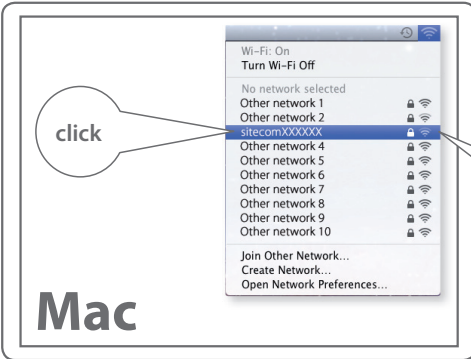 Wi-Fi: On
Turn Wi-Fi Off
No network selected
Other network 1
Other network 2
click
sitecomXXXXXX
Other network 4
Other network 5
Other network 6
Other network 7
Other network 8
Other network 9
Other network 10
Join Other Network...
Create Network...
Open Network Preferences...
Mac